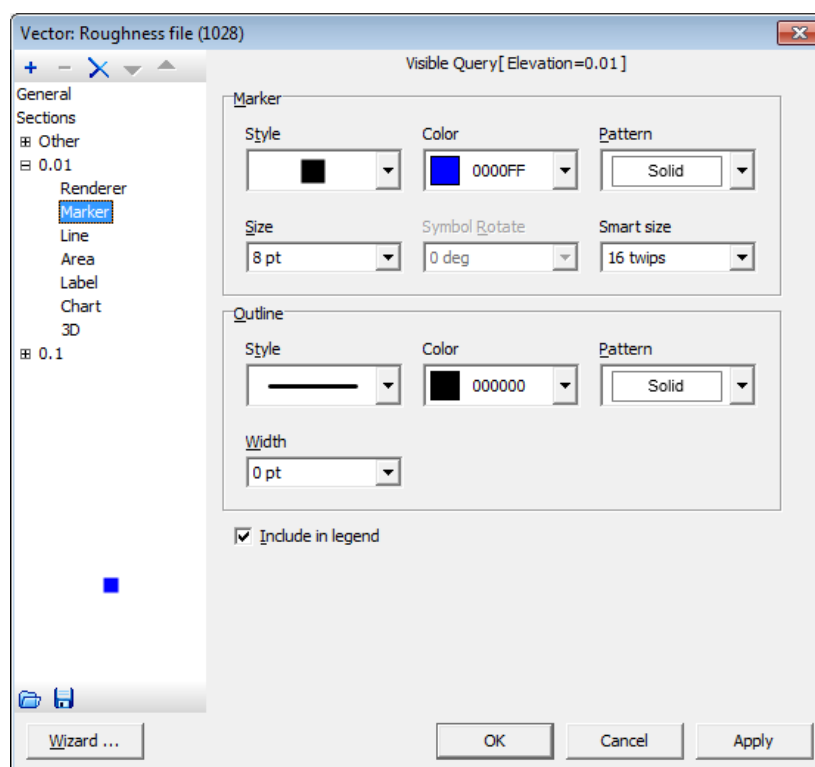 Vector: Roughness file (1028)
Visible Query[ Elevation=0.01 ]
General
Sections
Other
0.01
Renderer
Marker
Line
Area
Label
Chart
3D
0.1
Marker
Style Color Pattern
0000FF Solid
Size Symbol Rotate Smart size
8 pt 0 deg 16 twips
Outline
Style Color Pattern
000000 Solid
Width
0 pt
Include in legend
Wizard ... OK Cancel Apply